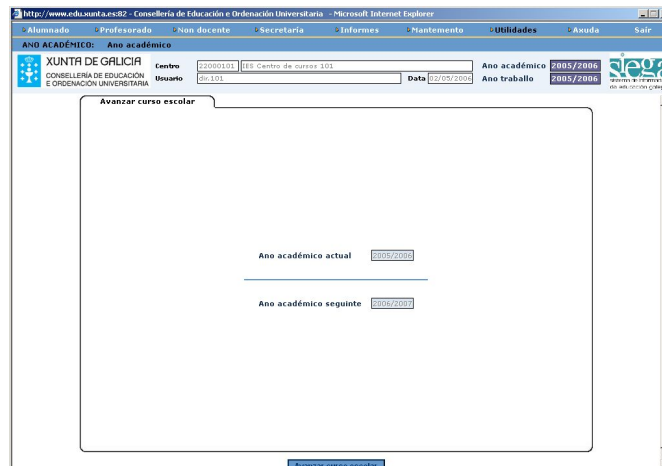 http://www.edu.xunta.es:82 - Consellería de Educación e Ordenación Universitaria - Microsoft Internet Explorer
Alumnado Profesorado Non docente Secretaría Informes Mantemento Utilidades Axuda Sair
ANO ACADÉMICO: Ano académico
XUNTA DE GALICIA
CONSELLERÍA DE EDUCACIÓN
E ORDENACIÓN UNIVERSITARIA
Centro 22000101 IES Centro de cursos 101 Ano académico 2005/2006
Usuario dir.101 Data 02/05/2006 Ano traballo 2005/2006
Avanzar curso escolar
Ano académico actual 2005/2006
Ano académico seguinte 2006/2007
Avanzar curso escolar